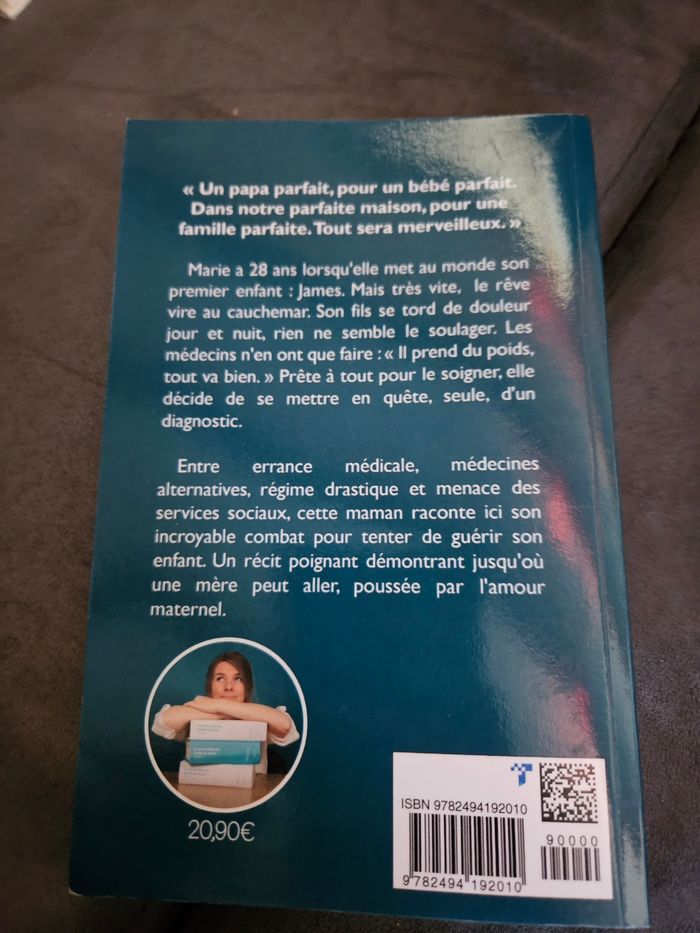 « Un papa parfait, pour un bébé parfait.
Dans notre parfaite maison, pour une
famille parfaite. Tout sera merveilleux. »
Marie a 28 ans lorsqu'elle met au monde son
premier enfant : James. Mais très vite, le rêve
vire au cauchemar. Son fils se tord de douleur
jour et nuit, rien ne semble le soulager. Les
médecins n'en ont que faire : « Il prend du poids,
tout va bien. » Prête à tout pour le soigner, elle
décide de se mettre en quête, seule, d'un
diagnostic.
Entre errance médicale, médecines
alternatives, régime drastique et menace des
services sociaux, cette maman raconte ici son
incroyable combat pour tenter de guérir son
enfant. Un récit poignant démontrant jusqu'où
une mère peut aller, poussée par l'amour
maternel.
20,90€
ISBN 9782494192010
90000
9 782494 192010